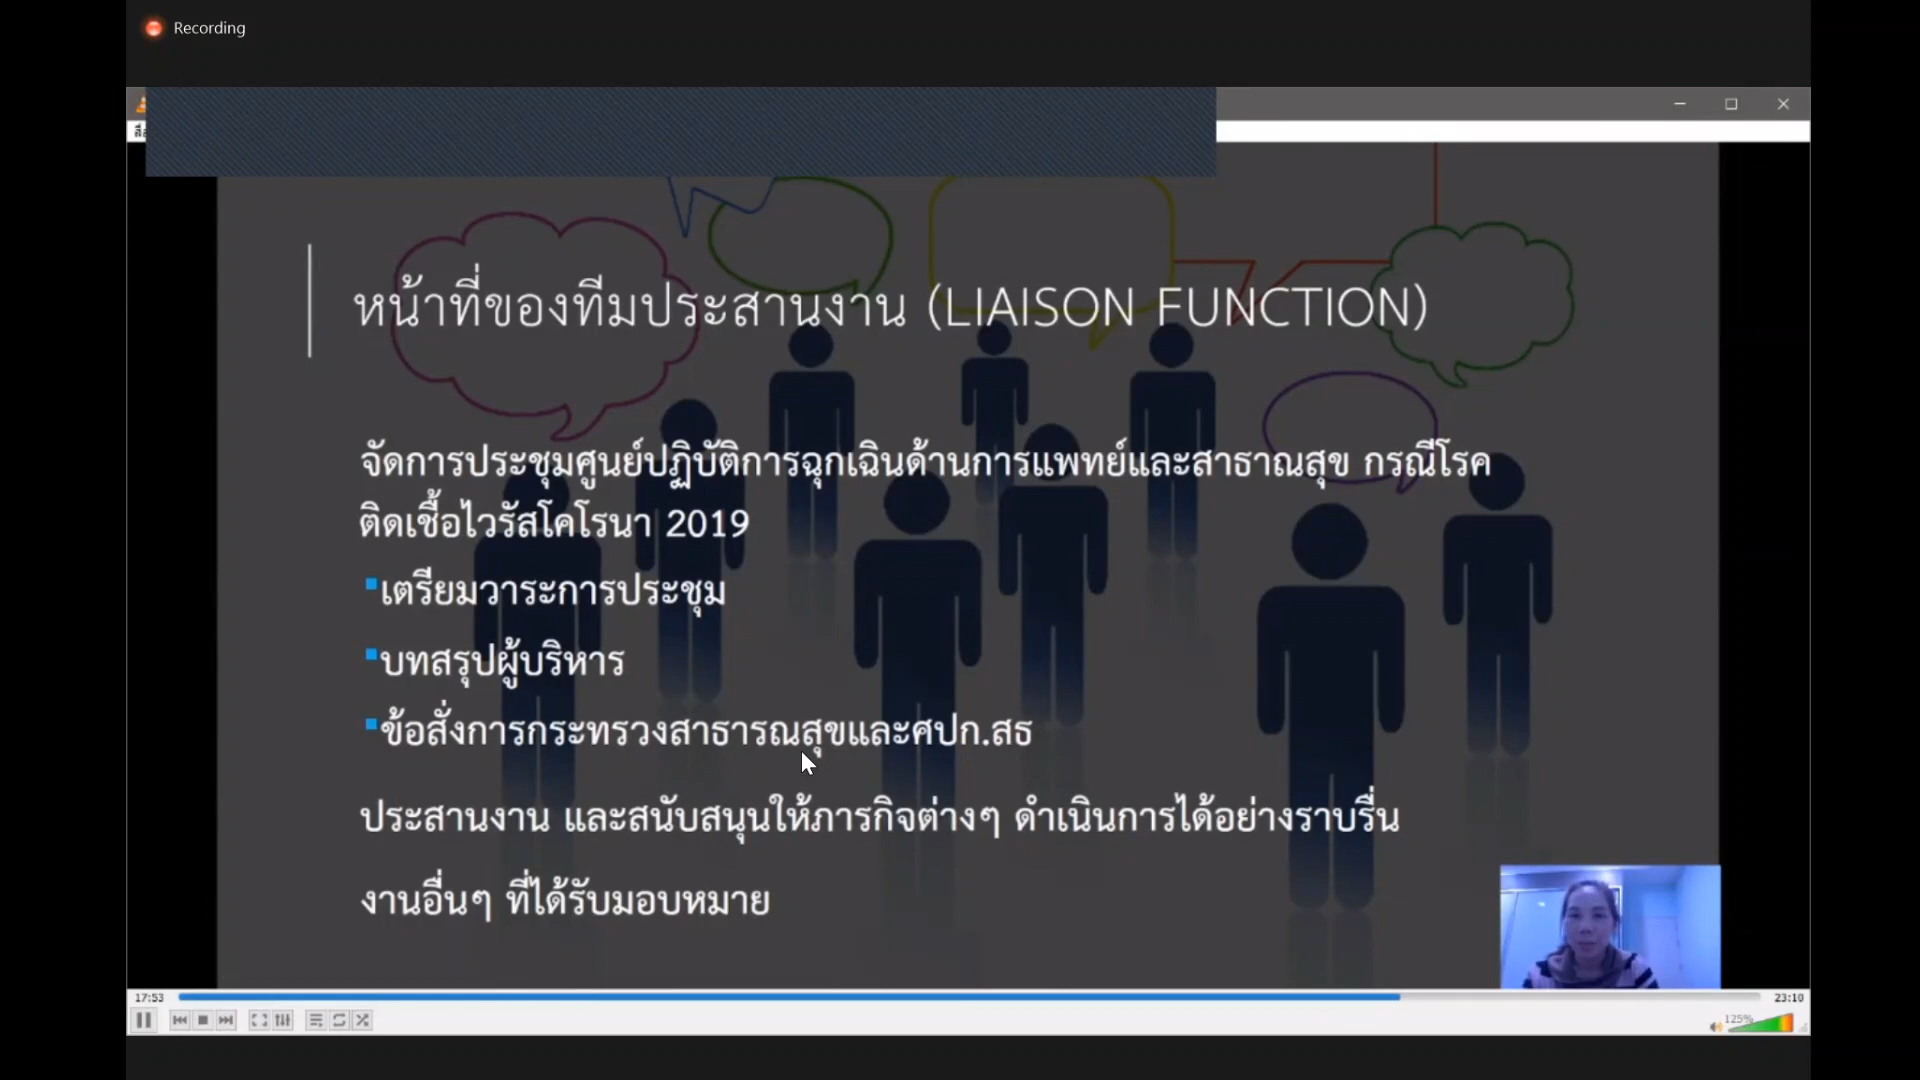 Recording
หน้าที่ของทีมประสานงาน (LIAISON FUNCTION)
จัดการประชุมศูนย์ปฏิบัติการฉุกเฉินด้านการแพทย์และสาธาณสุข กรณีโรค
ติดเชื้อไวรัสโคโรนา 2019
เตรียมวาระการประชุม
บทสรุปผู้บริหาร
ข้อสั่งการกระทรวงสาธารณสุขและศปก.สธ
ประสานงาน และสนับสนุนให้ภารกิจต่างๆ ดำเนินการได้อย่างราบรื่น
งานอื่นๆ ที่ได้รับมอบหมาย
17:53
23:10
125%